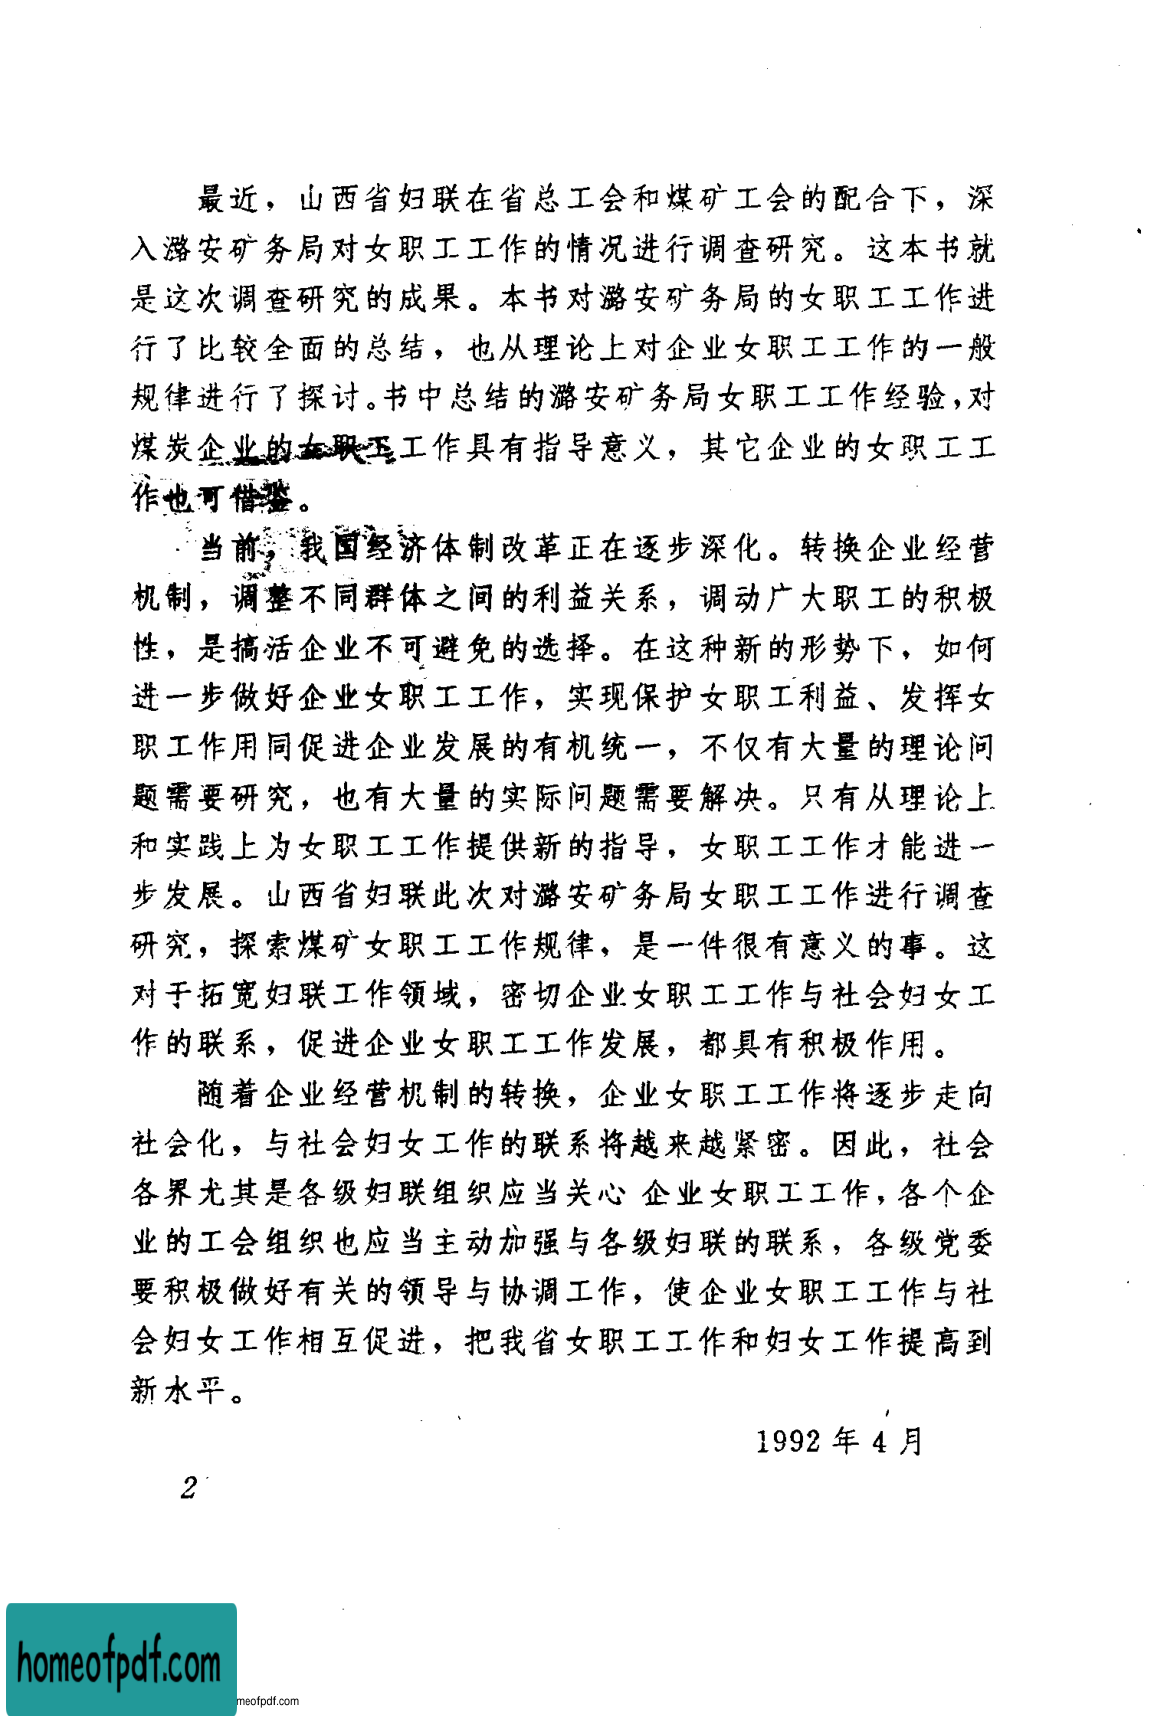 最近，山西省妇联在省总工会和煤矿工会的配合下，深
入潞安矿务局对女职工工作的情况进行调查研究。这本书就
是这次调查研究的成果。本书对潞安矿务局的女职工工作进
行了比较全面的总结，也从理论上对企业女职工工作的一般
规律进行了探讨。书中总结的潞安矿务局女职工工作经验，对
煤炭企业的女职工工作具有指导意义，其它企业的女职工工
作也可借鉴。
当前，我国经济体制改革正在逐步深化。转换企业经营
机制，调整不同群体之间的利益关系，调动广大职工的积极
性，是搞活企业不可避免的选择。在这种新的形势下，如何
进一步做好企业女职工工作，实现保护女职工利益、发挥女
职工作用同促进企业发展的有机统一，不仅有大量的理论问
题需要研究，也有大量的实际问题需要解决。只有从理论上
和实践上为女职工工作提供新的指导，女职工工作才能进一
步发展。山西省妇联此次对潞安矿务局女职工工作进行调查
研究，探索煤矿女职工工作规律，是一件很有意义的事。这
对于拓宽妇联工作领域，密切企业女职工工作与社会妇女工
作的联系，促进企业女职工工作发展，都具有积极作用。
随着企业经营机制的转换，企业女职工工作将逐步走向
社会化，与社会妇女工作的联系将越来越紧密。因此，社会
各界尤其是各级妇联组织应当关心 企业女职工工作，各个企
业的工会组织也应当主动加强与各级妇联的联系，各级党委
要积极做好有关的领导与协调工作，使企业女职工工作与社
会妇女工作相互促进，把我省女职工工作和妇女工作提高到
新水平。
1992 年 4 月
2
homeofpdf.com
meofpdf.com